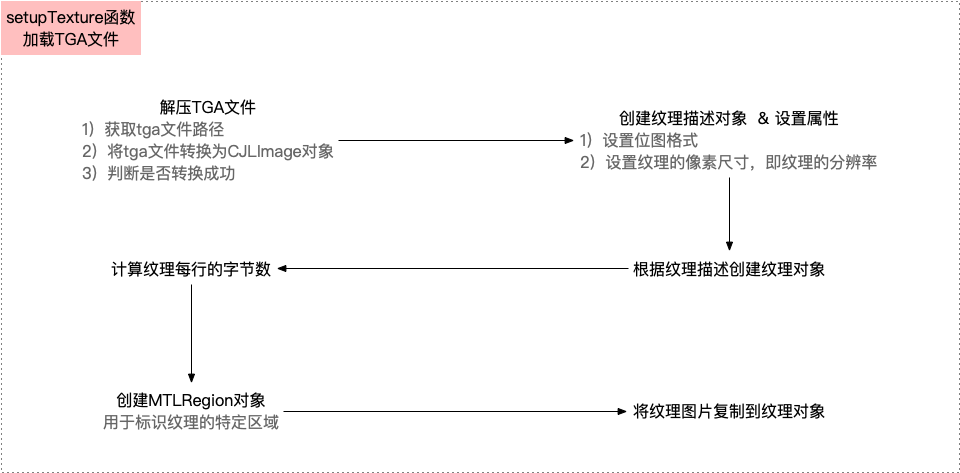 setupTexture函数
加载TGA文件
解压TGA文件
1）获取tga文件路径
2）将tga文件转换为CJLImage对象
3）判断是否转换成功
创建纹理描述对象 & 设置属性
1）设置位图格式
2）设置纹理的像素尺寸，即纹理的分辨率
根据纹理描述创建纹理对象
计算纹理每行的字节数
创建MTLRegion对象
用于标识纹理的特定区域
将纹理图片复制到纹理对象